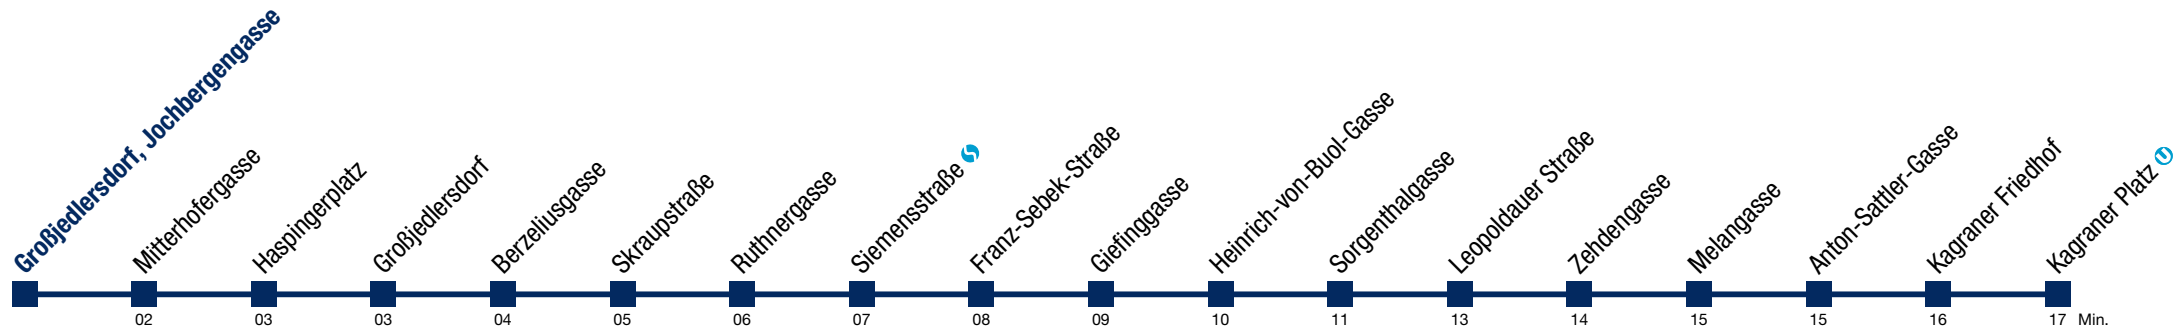 Großjedlersdorf, Jochbergengasse
Mitterhofergasse
Haspingerplatz
Großjedlersdorf
Berzeliusgasse
Skraupstraße
Ruthnergasse
Siemensstraße S
Franz-Sebek-Straße
Giefinggasse
Heinrich-von-Buol-Gasse
Sorgenthalgasse
Leopoldauer Straße
Zehdengasse
Melangasse
Anton-Sattler-Gasse
Kagraner Friedhof
Kagraner Platz U
02 03 03 04 05 06 07 08 09 10 11 13 14 15 15 16 17 Min.